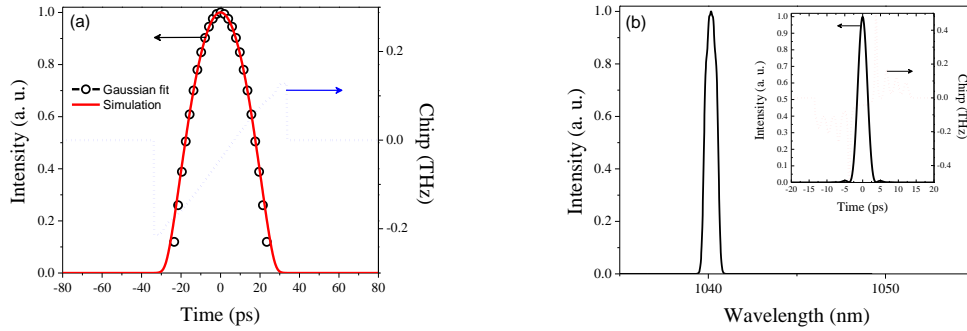 (a)
1.0
0.8
0.6
0.4
0.2
0.0
Intensity (a. u.)
Gaussian fit
Simulation
0.2
0.0
-0.2
Chirp (THz)
-80 -60 -40 -20 0 20 40 60 80
Time (ps)
(b)
1.0
0.8
0.6
0.4
0.2
0.0
Intensity (a. u.)
1040 1050
Wavelength (nm)
1.0
0.9
0.8
0.7
0.6
0.5
0.4
0.3
0.2
0.1
0.0
Intensity (a. u.)
0.4
0.2
0.0
-0.2
-0.4
Chirp (THz)
-20 -15 -10 -5 0 5 10 15 20
Time (ps)